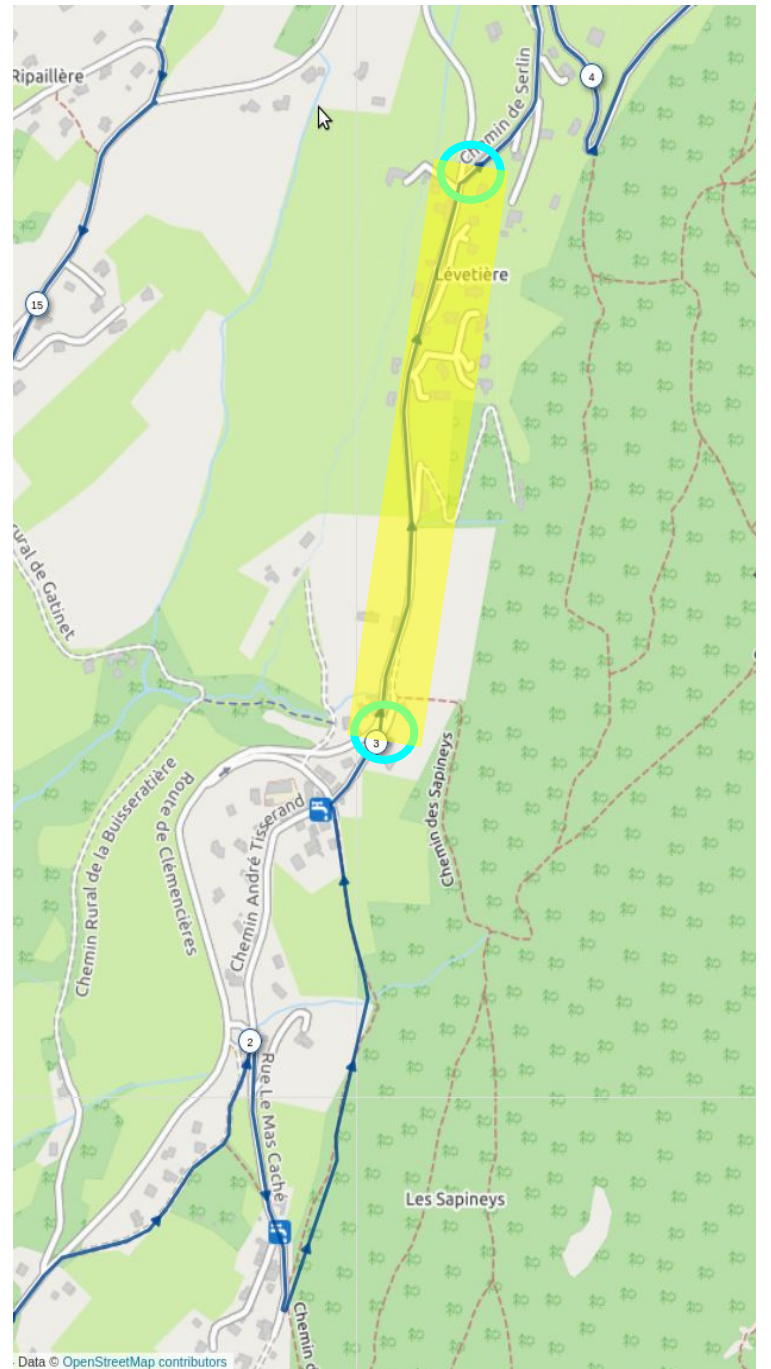 Ripaillère
4
Chemin de Serlin
15
Lévetière
rural de Gatinet
3
Chemin des Sapineys
Chemin Rural de la Buisseratière
Route de Clémencières
Chemin André Tisserand
2
Rue Le Mas Caché
Les Sapineys
Chemin d
Data © OpenStreetMap contributors